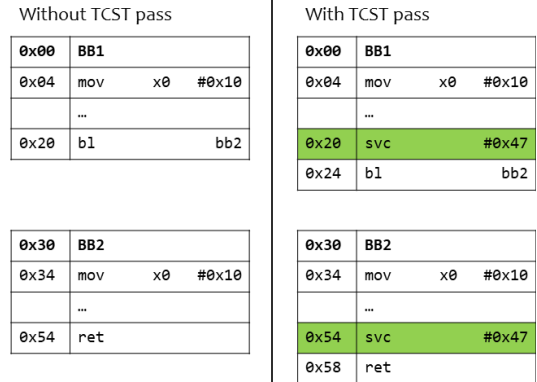 Without TCST pass
0x00 BB1
0x04 mov x0 #0x10
…
0x20 bl bb2
0x30 BB2
0x34 mov x0 #0x10
…
0x54 ret
With TCST pass
0x00 BB1
0x04 mov x0 #0x10
…
0x20 svc #0x47
0x24 bl bb2
0x30 BB2
0x34 mov x0 #0x10
…
0x54 svc #0x47
0x58 ret